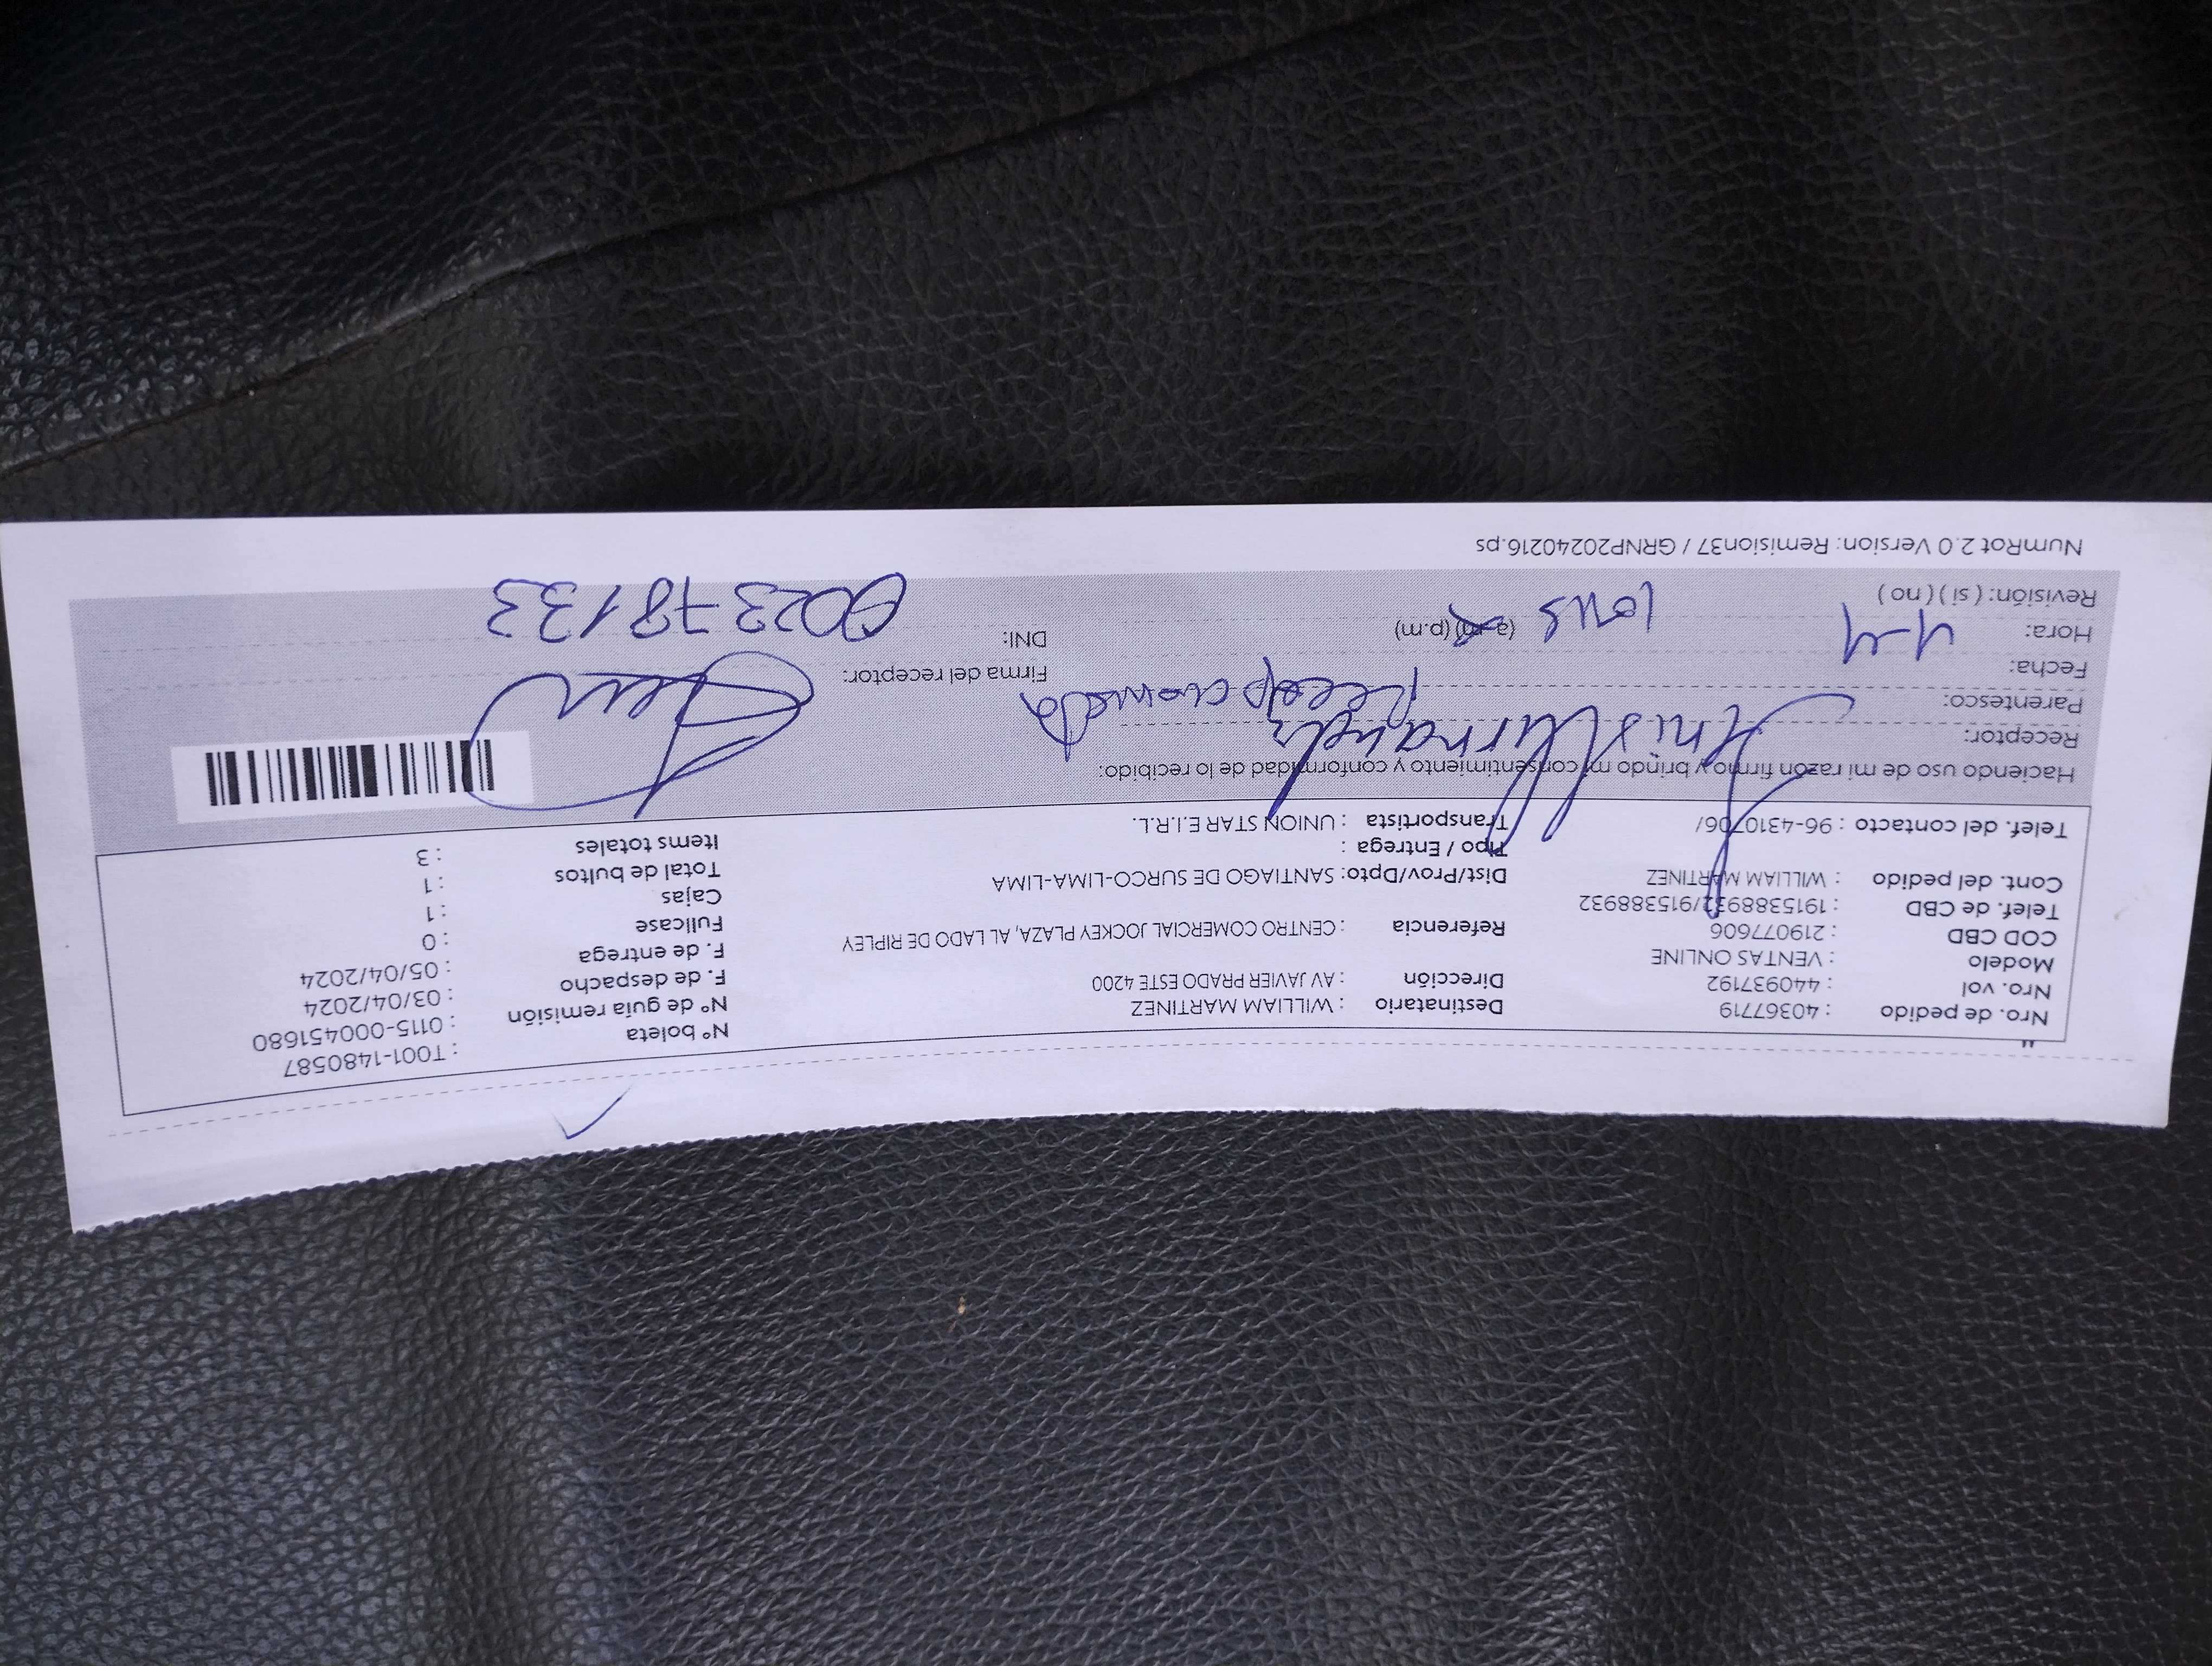 "
Nro. de pedido : 40367719
Nro. vol : 440937192
Modelo : VENTAS ONLINE
COD CBD : 219077606
Telef. de CBD : 1915388932/915388932
Cont. del pedido : WILLIAM MARTINEZ
Telef. del contacto : 96-4310706/
Destinatario : WILLIAM MARTINEZ
Dirección : AV JAVIER PRADO ESTE 4200
Referencia : CENTRO COMERCIAL JOCKEY PLAZA, AL LADO DE RIPLEY
Dist/Prov/Dpto: SANTIAGO DE SURCO-LIMA-LIMA
Tipo / Entrega :
Transportista : UNION STAR E.I.R.L.
N° boleta : T001-1480587
N° de guía remisión : 0115-000451680
F. de despacho : 03/04/2024
F. de entrega : 05/04/2024
Fullcase : 0
Cajas : 1
Total de bultos : 1
Items totales : 3
Haciendo uso de mi razón firmo y brindo mi consentimiento y conformidad de lo recibido:
Receptor:
Parentesco: Recepcionista
Fecha: 4-4
Hora: (a.m) (p.m)
Revisión: ( si ) ( no )
Firma del receptor:
DNI: 002378133
NumRot 2.0 Version: Remision37 / GRNP20240216.ps